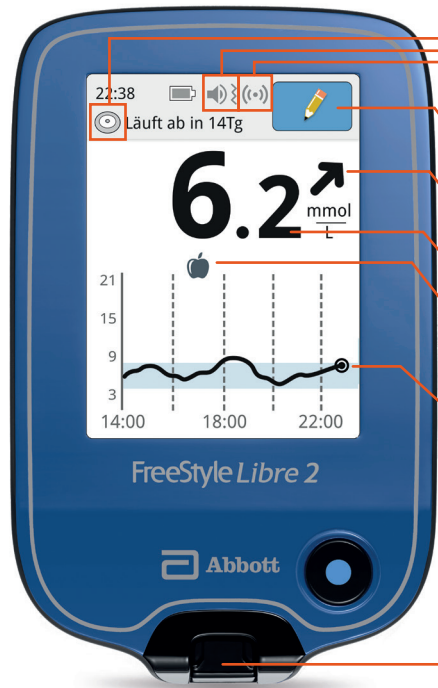 22:38
Läuft ab in 14Tg
6.2
mmol
L
21
15
9
3
14:00 18:00 22:00
FreeStyle Libre 2
Abbott